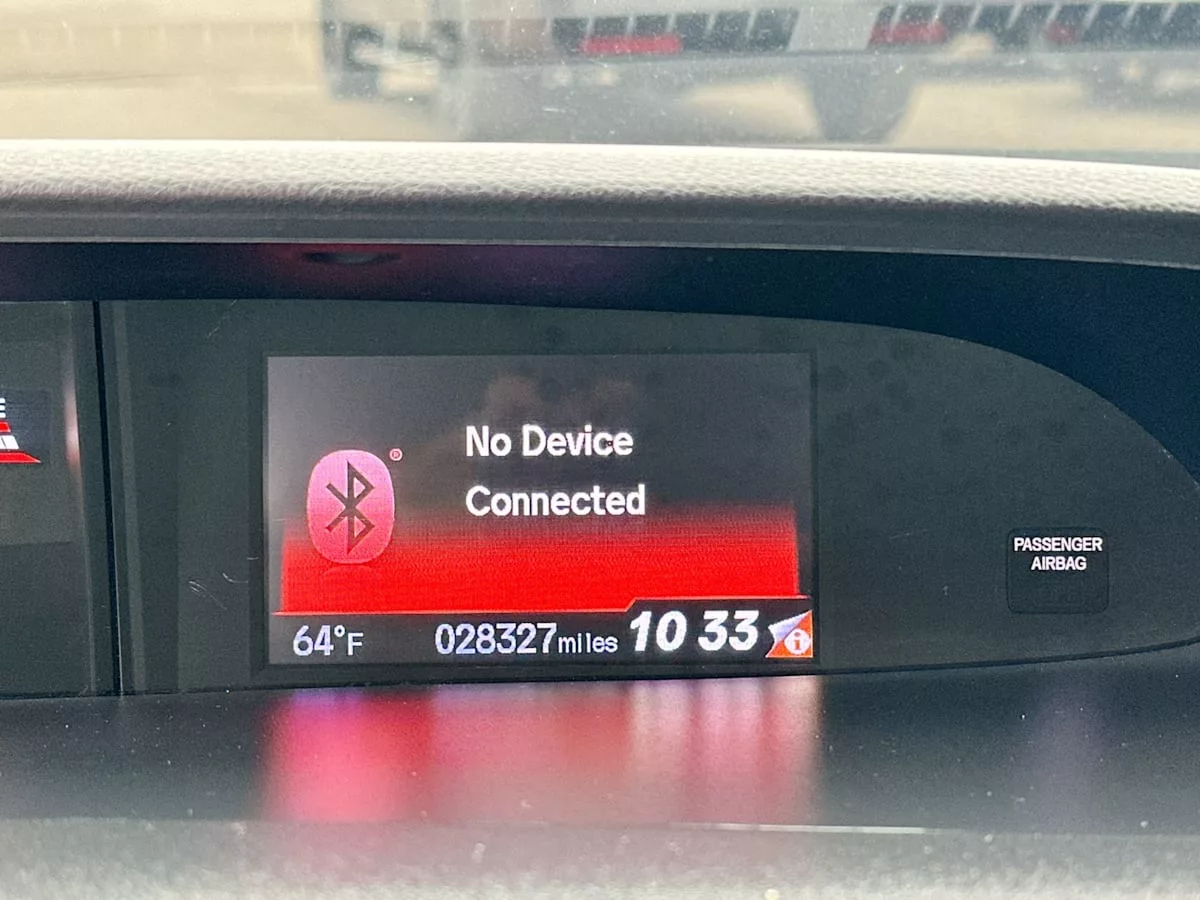 No Device
Connected
®
64°F
028327miles
10 33
i
PASSENGER
AIRBAG